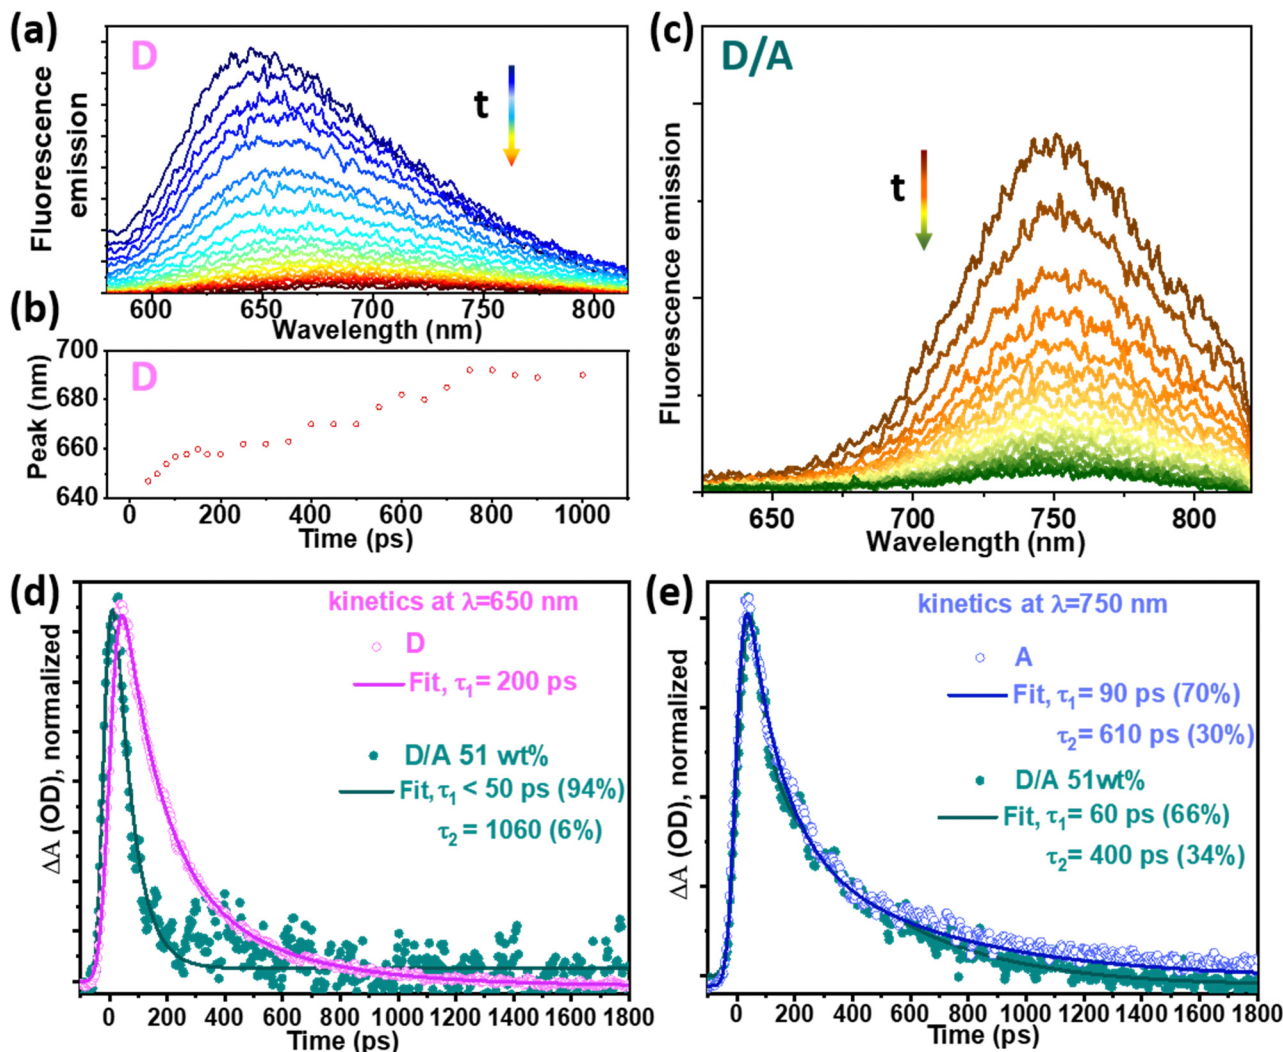 (a)
D
t
Fluorescence
emission
600
650
700
750
800
Wavelength (nm)
(b)
D
Peak (nm)
700
680
660
640
0
200
400
600
800
1000
Time (ps)
(c)
D/A
t
Fluorescence emission
650
700
750
800
Wavelength (nm)
(d)
kinetics at λ=650 nm
D
Fit, τ1 = 200 ps
D/A 51 wt%
Fit, τ1 < 50 ps (94%)
τ2 = 1060 (6%)
ΔA (OD), normalized
0 200 400 600 800 1000 1200 1400 1600 1800
Time (ps)
(e)
kinetics at λ=750 nm
A
Fit, τ1 = 90 ps (70%)
τ2 = 610 ps (30%)
D/A 51wt%
Fit, τ1 = 60 ps (66%)
τ2= 400 ps (34%)
ΔA (OD), normalized
0 200 400 600 800 1000 1200 1400 1600 1800
Time (ps)